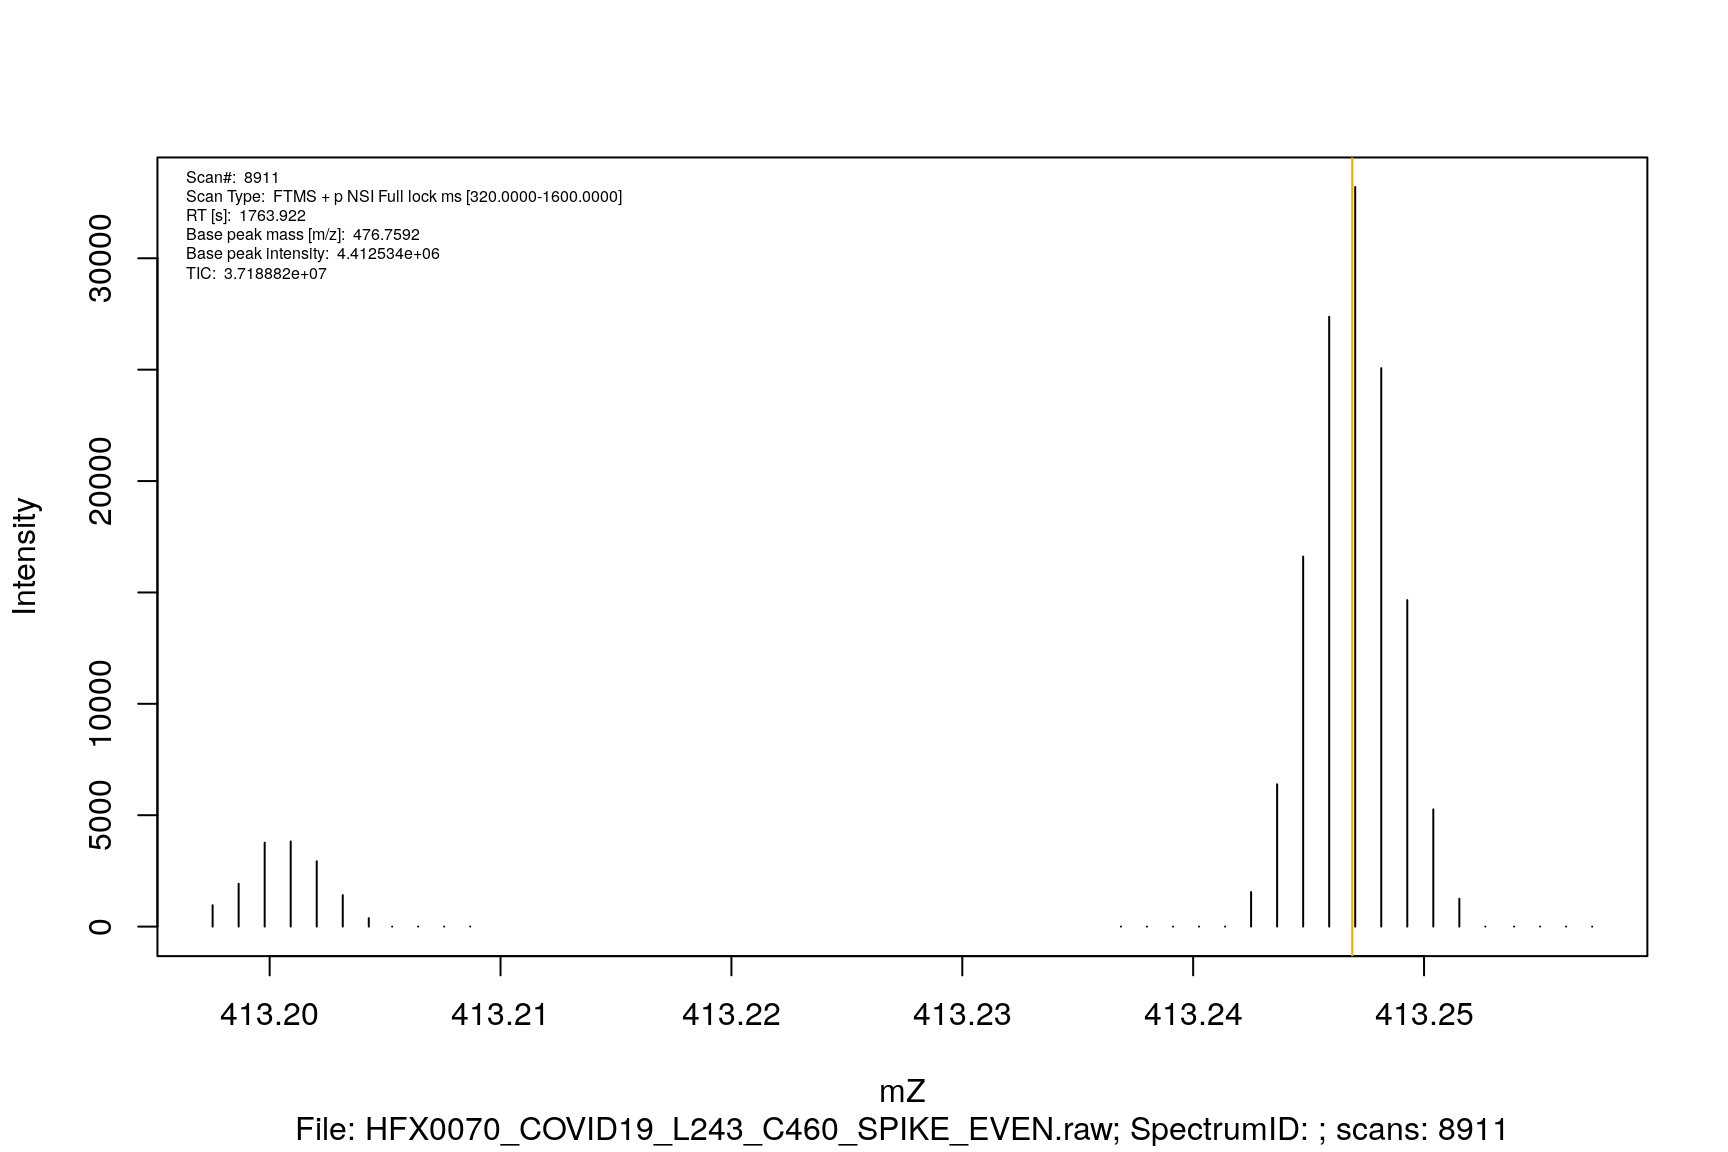 Scan#: 8911
Scan Type: FTMS + p NSI Full lock ms [320.0000-1600.0000]
RT [s]: 1763.922
Base peak mass [m/z]: 476.7592
Base peak intensity: 4.412534e+06
TIC: 3.718882e+07
30000
20000
10000
5000
0
Intensity
413.20 413.21 413.22 413.23 413.24 413.25
mZ
File: HFX0070_COVID19_L243_C460_SPIKE_EVEN.raw; SpectrumID: ; scans: 8911